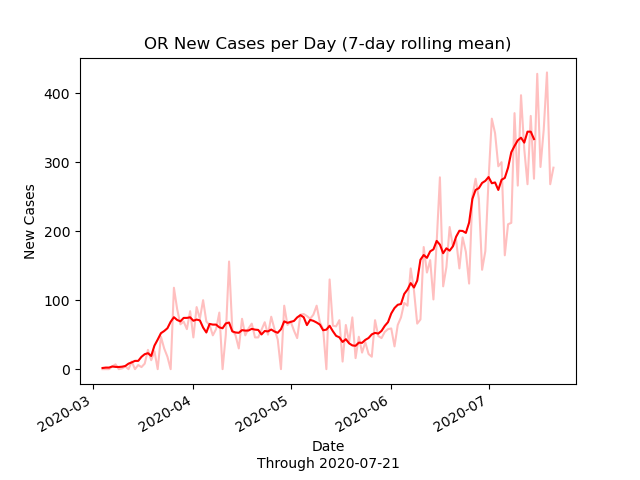 OR New Cases per Day (7-day rolling mean)
New Cases
400
300
200
100
0
2020-03
2020-04
2020-05
2020-06
2020-07
Date
Through 2020-07-21